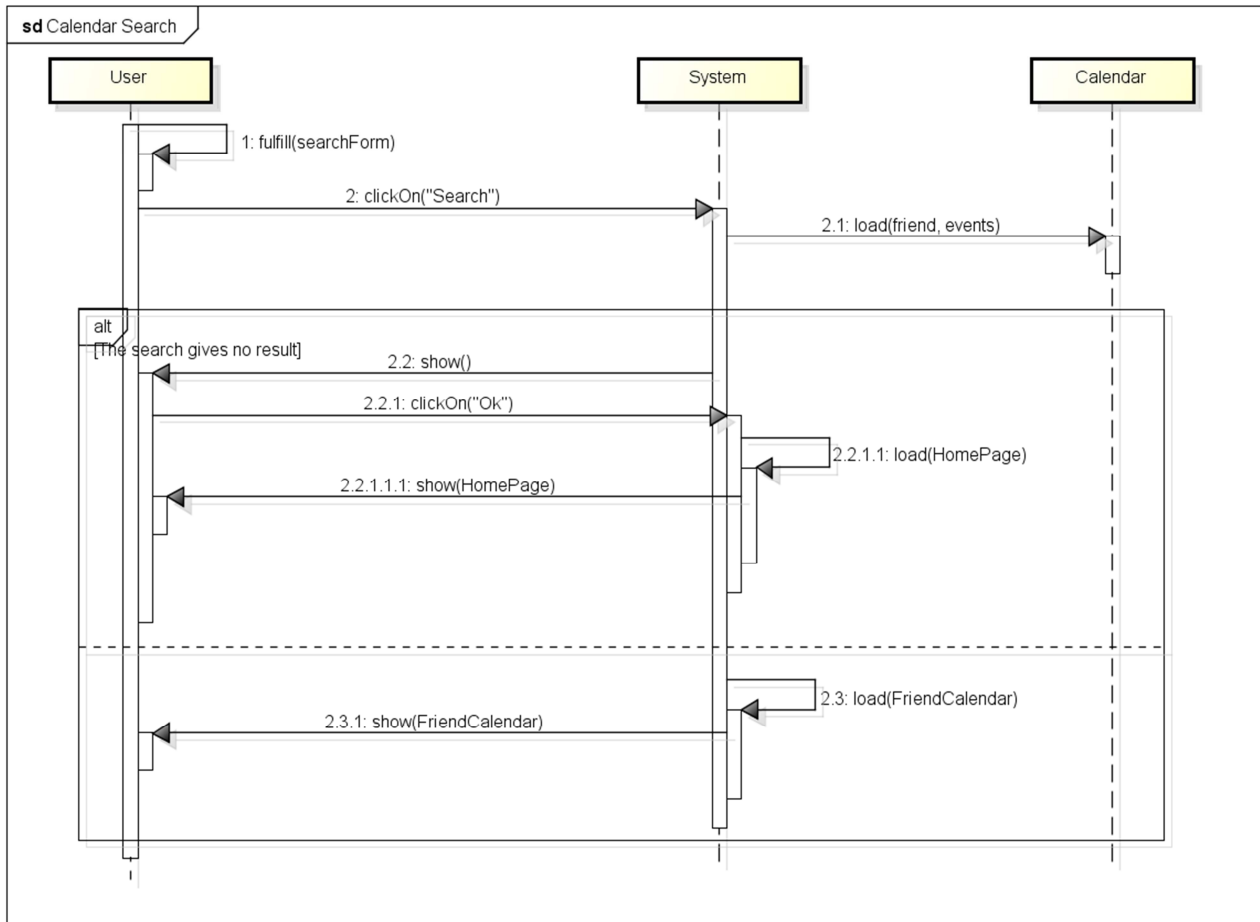 sd Calendar Search
User
System
Calendar
1: fulfill(searchForm)
2: clickOn("Search")
2.1: load(friend, events)
alt
[The search gives no result]
2.2: show()
2.2.1: clickOn("Ok")
2.2.1.1: load(HomePage)
2.2.1.1.1: show(HomePage)
2.3: load(FriendCalendar)
2.3.1: show(FriendCalendar)